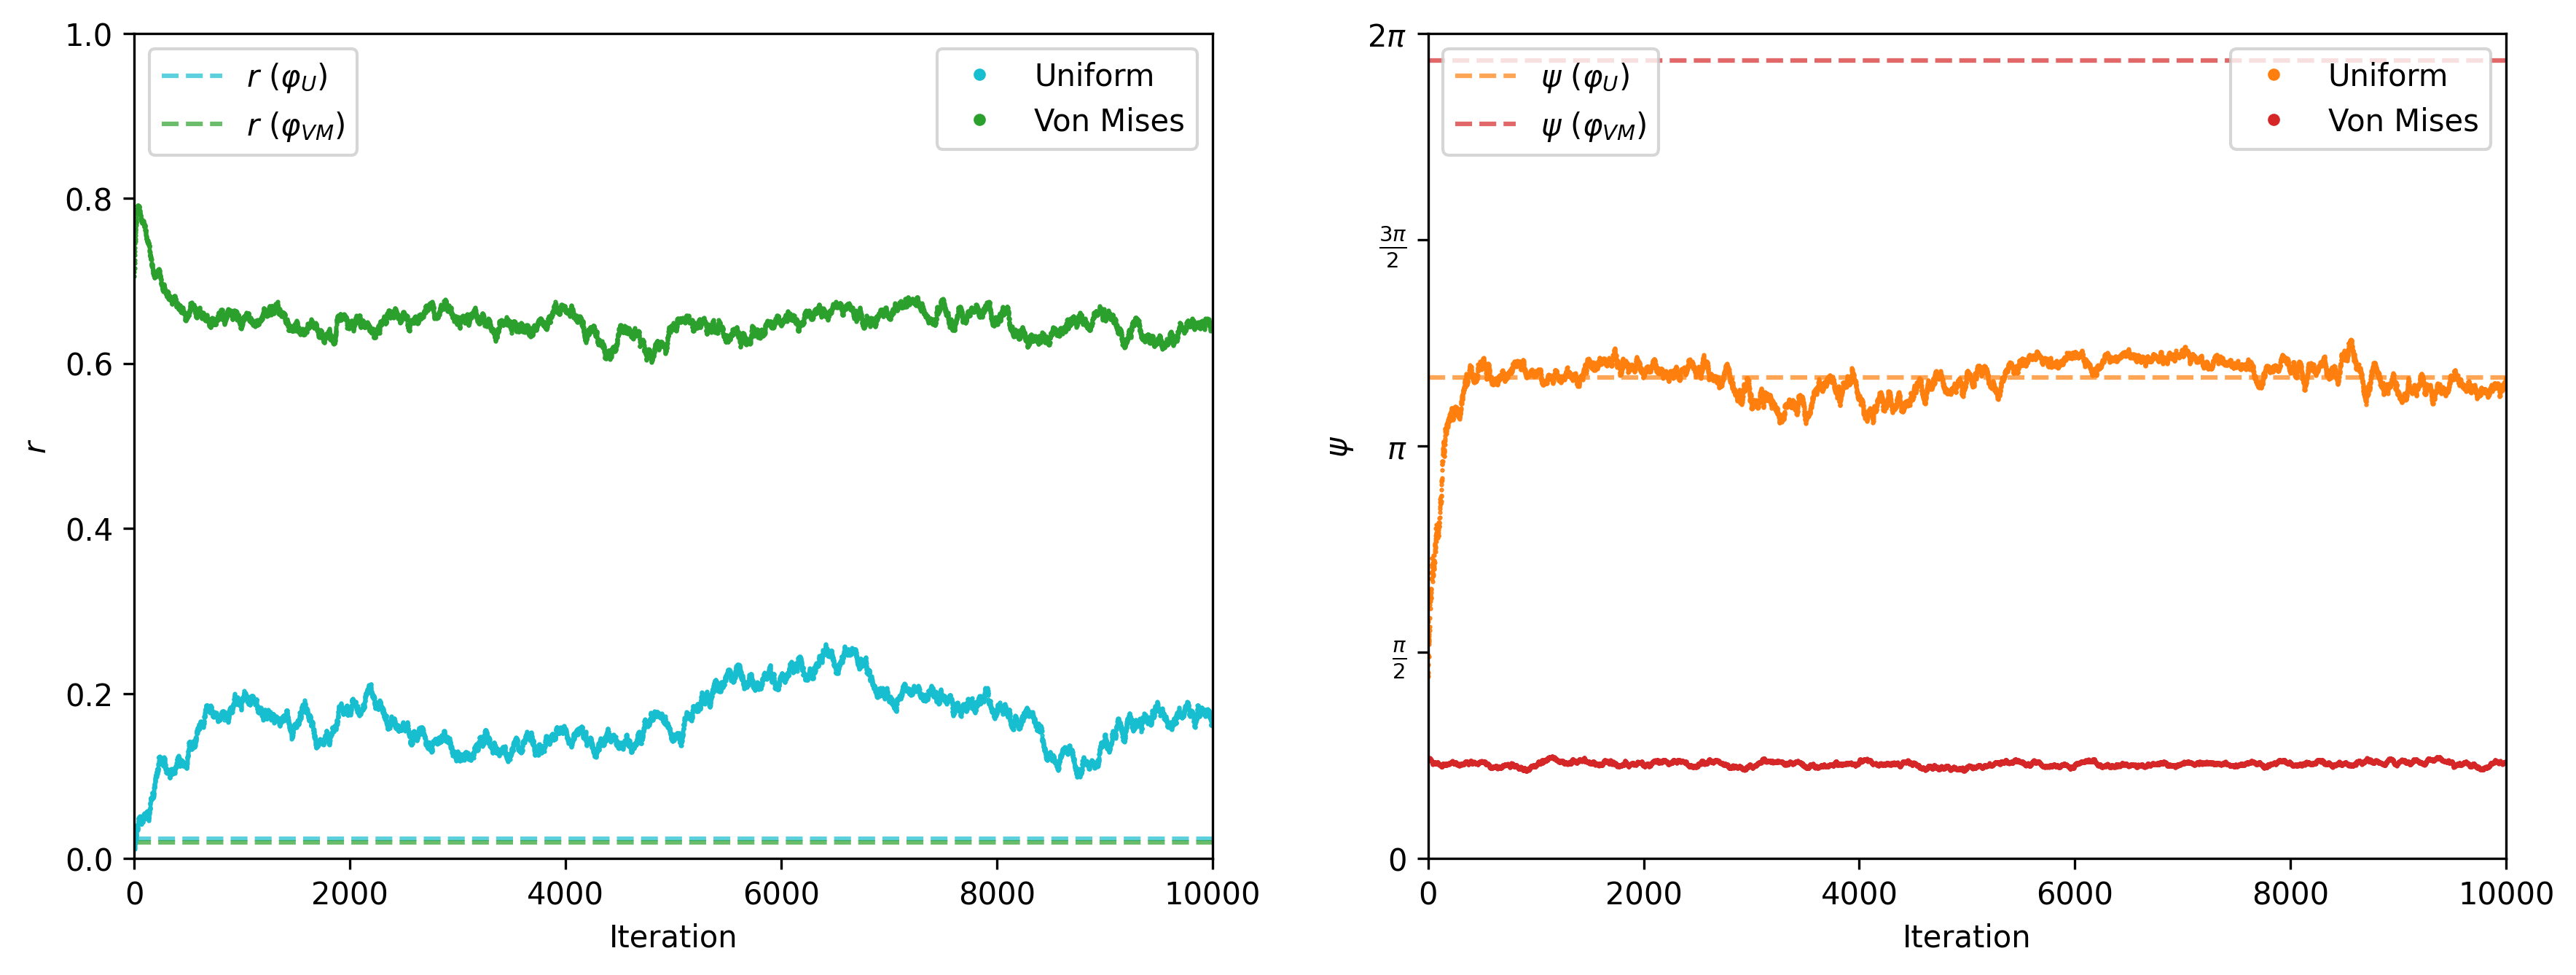 1.0
0.8
0.6
0.4
0.2
0.0
r
r (φU)
r (φVM)
Uniform
Von Mises
0 2000 4000 6000 8000 10000
Iteration
2π
3π/2
π
π/2
0
ψ
ψ (φU)
ψ (φVM)
Uniform
Von Mises
0 2000 4000 6000 8000 10000
Iteration